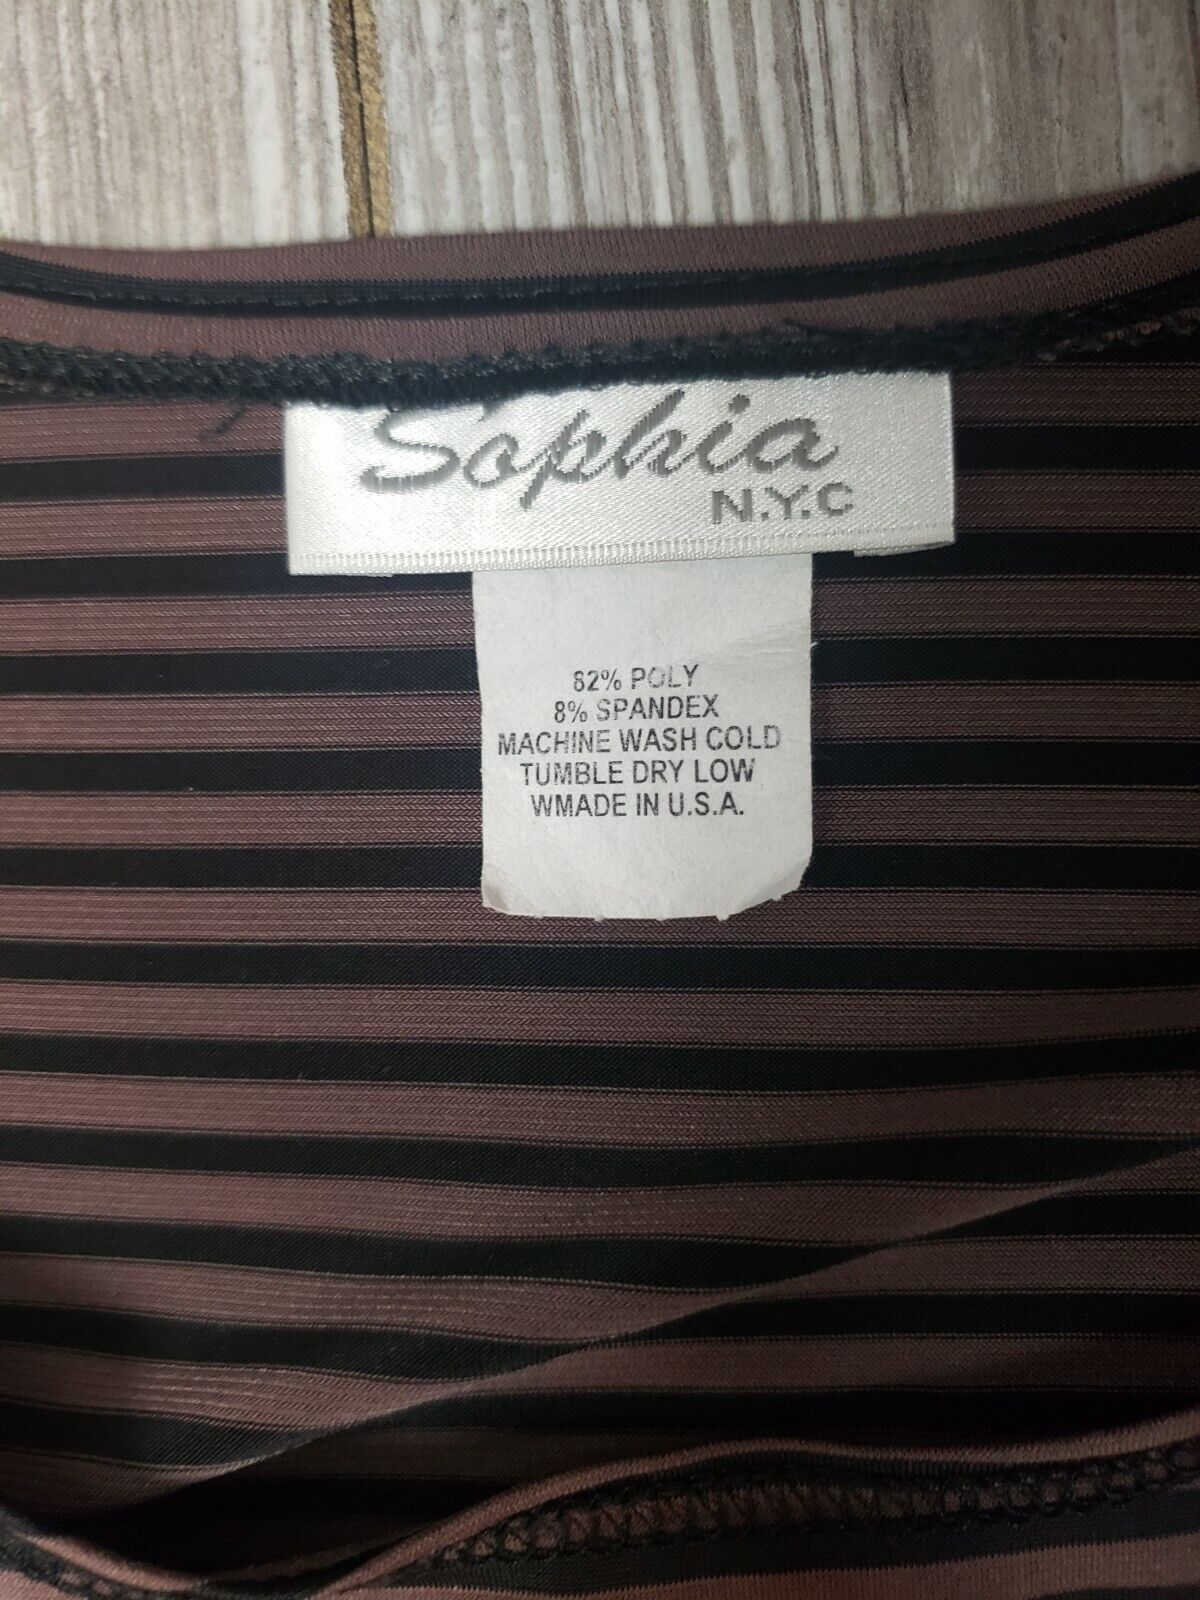 Sophia
N.Y.C
82% POLY
8% SPANDEX
MACHINE WASH COLD
TUMBLE DRY LOW
WMADE IN U.S.A.